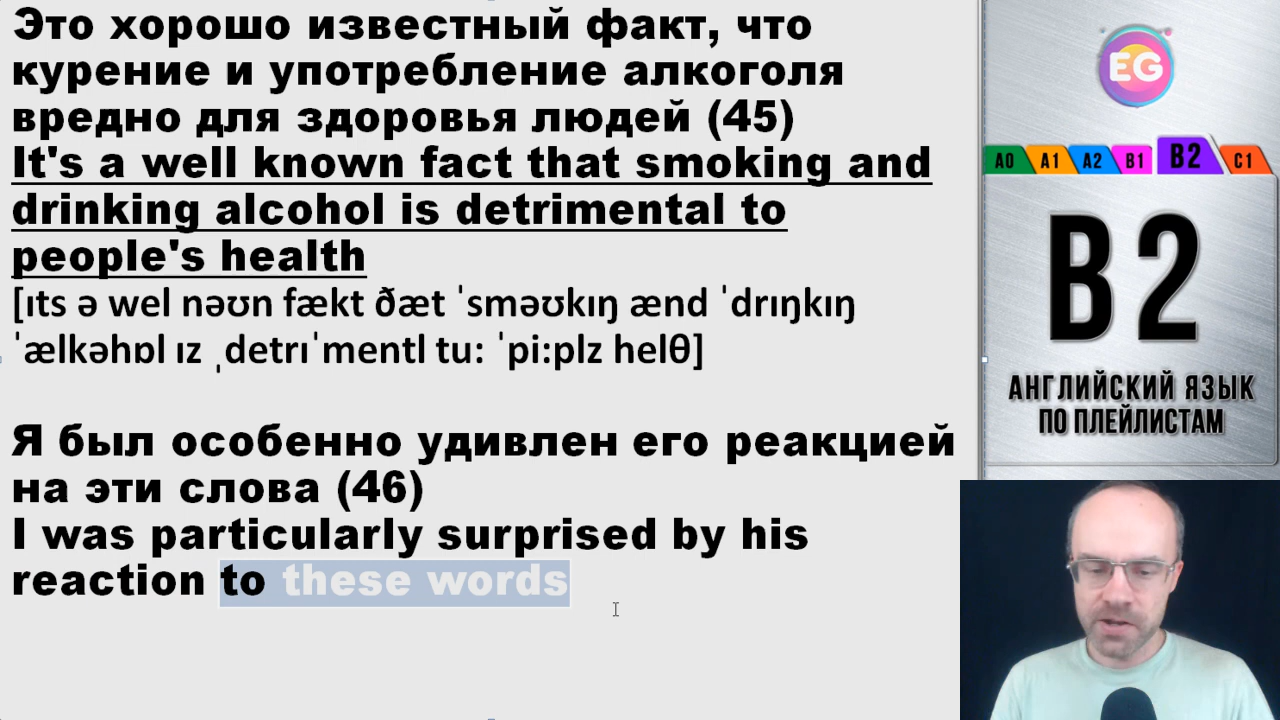 Это хорошо известный факт, что
курение и употребление алкоголя
вредно для здоровья людей (45)
It's a well known fact that smoking and
drinking alcohol is detrimental to
people's health
[ɪts ə wel nəʊn fækt ðæt ˈsməʊkɪŋ ænd ˈdrɪŋkɪŋ
ˈælkəhɒl ɪz ˌdetrɪˈmentl tu: ˈpi:plz helθ]
Я был особенно удивлен его реакцией
на эти слова (46)
I was particularly surprised by his
reaction to these words
EG
A0 A1 A2 B1 B2 C1
B2
АНГЛИЙСКИЙ ЯЗЫК
ПО ПЛЕЙЛИСТАМ